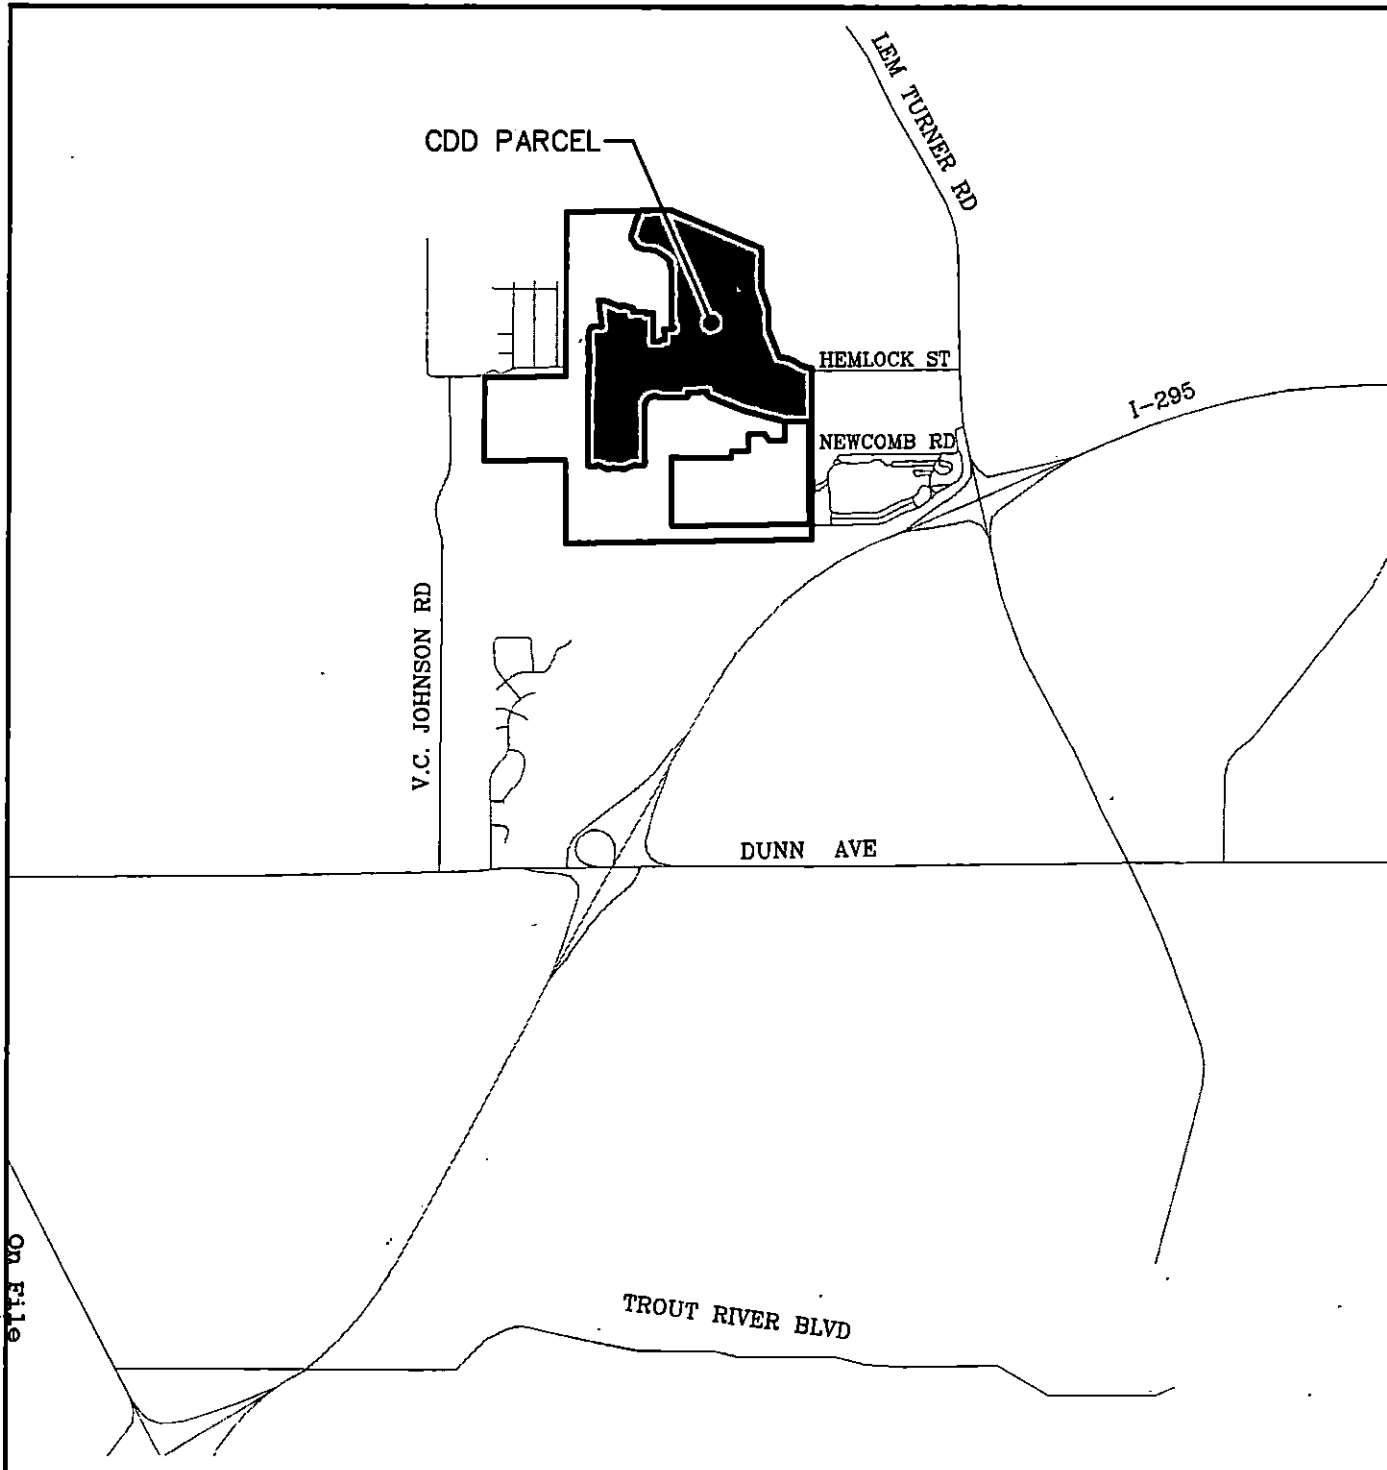 LEM TURNER RD
CDD PARCEL
HEMLOCK ST
I-295
NEWCOMB RD
V.C. JOHNSON RD
DUNN AVE
TROUT RIVER BLVD
On File